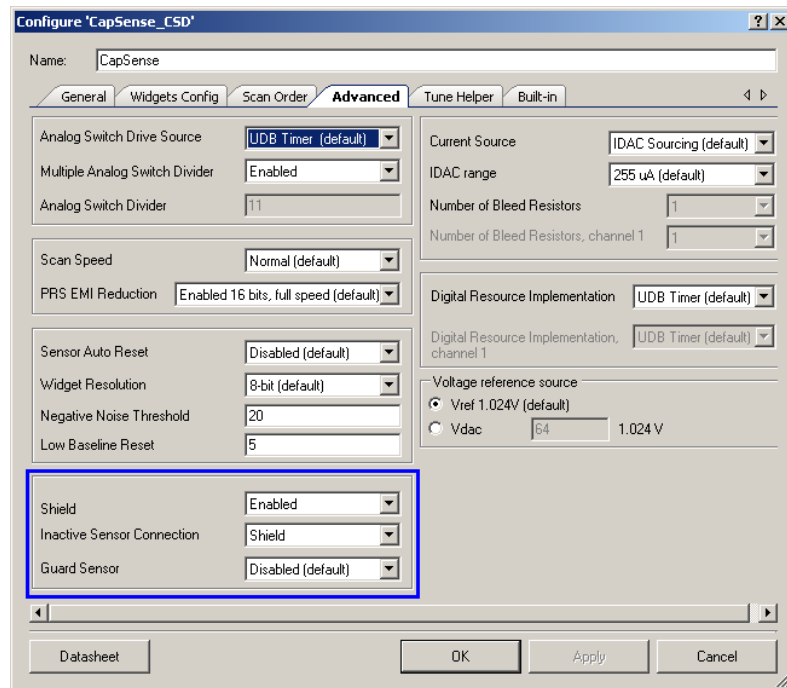 Configure 'CapSense_CSD'
Name: CapSense
General Widgets Config Scan Order Advanced Tune Helper Built-in
Analog Switch Drive Source UDB Timer (default)
Multiple Analog Switch Divider Enabled
Analog Switch Divider 11
Scan Speed Normal (default)
PRS EMI Reduction Enabled 16 bits, full speed (default)
Sensor Auto Reset Disabled (default)
Widget Resolution 8-bit (default)
Negative Noise Threshold 20
Low Baseline Reset 5
Shield Enabled
Inactive Sensor Connection Shield
Guard Sensor Disabled (default)
Current Source IDAC Sourcing (default)
IDAC range 255 uA (default)
Number of Bleed Resistors 1
Number of Bleed Resistors, channel 1 1
Digital Resource Implementation UDB Timer (default)
Digital Resource Implementation, UDB Timer (default)
channel 1
Voltage reference source
Vref 1.024V (default)
Vdac 64 1.024 V
Datasheet OK Apply Cancel